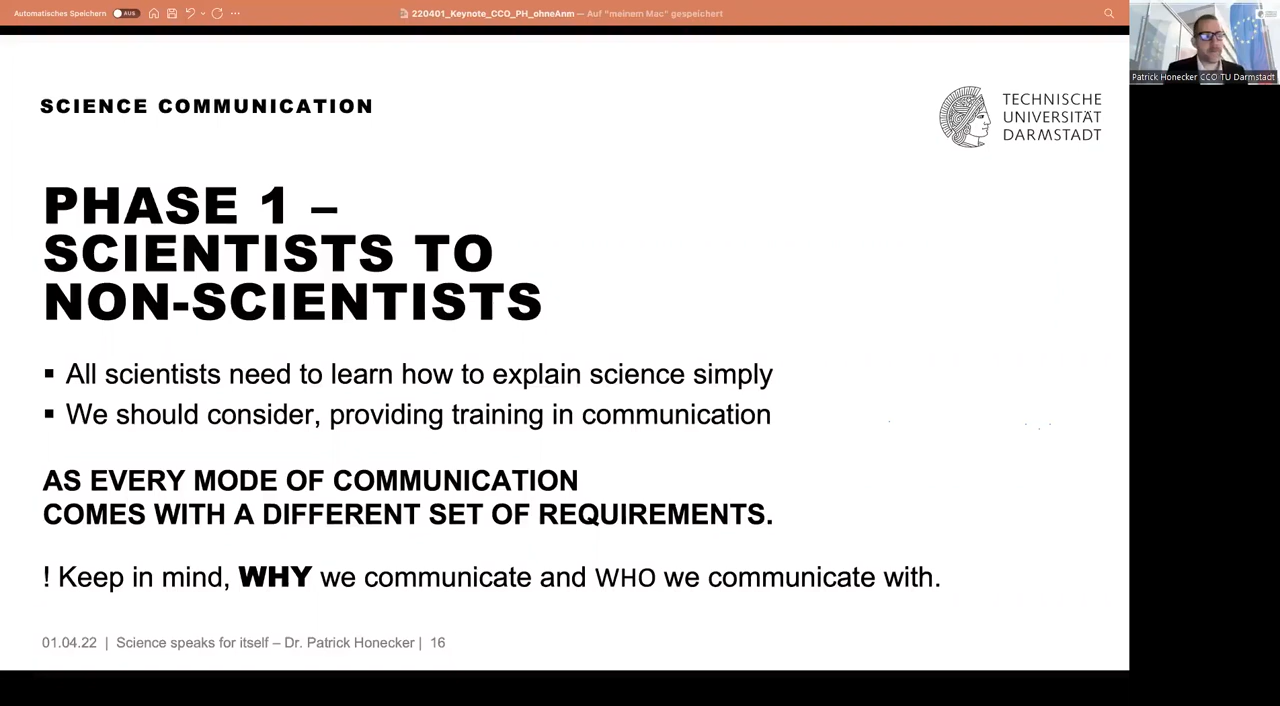 Automatisches Speichern AUS
220401_Keynote_CCO_PH_ohneAnm — Auf "meinem Mac" gespeichert
Patrick Honecker CCO TU Darmstadt
SCIENCE COMMUNICATION
TECHNISCHE
UNIVERSITÄT
DARMSTADT
PHASE 1 –
SCIENTISTS TO
NON-SCIENTISTS
▪ All scientists need to learn how to explain science simply
▪ We should consider, providing training in communication
AS EVERY MODE OF COMMUNICATION
COMES WITH A DIFFERENT SET OF REQUIREMENTS.
! Keep in mind, WHY we communicate and WHO we communicate with.
01.04.22 | Science speaks for itself – Dr. Patrick Honecker | 16